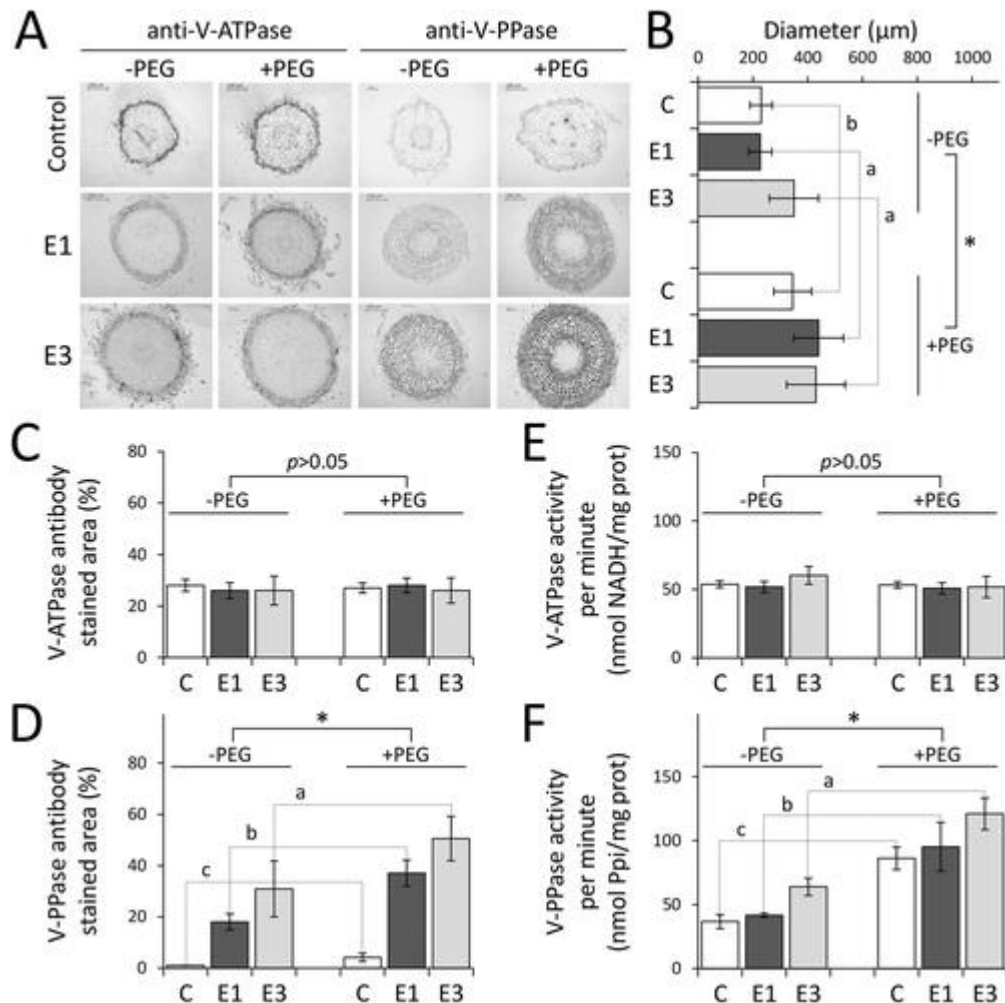 A
anti-V-ATPase
anti-V-PPase
-PEG
+PEG
-PEG
+PEG
Control
E1
E3
B
Diameter (µm)
0 200 400 600 800 1000
C
E1
E3
C
E1
E3
b
a
a
-PEG
*
+PEG
C
V-ATPase antibody
stained area (%)
80
60
40
20
0
p>0.05
-PEG
+PEG
C E1 E3 C E1 E3
E
V-ATPase activity
per minute
(nmol NADH/mg prot)
150
100
50
0
p>0.05
-PEG
+PEG
C E1 E3 C E1 E3
D
V-PPase antibody
stained area (%)
80
60
40
20
0
*
-PEG
+PEG
a
b
c
C E1 E3 C E1 E3
F
V-PPase activity
per minute
(nmol Ppi/mg prot)
150
100
50
0
*
-PEG
+PEG
a
b
c
C E1 E3 C E1 E3